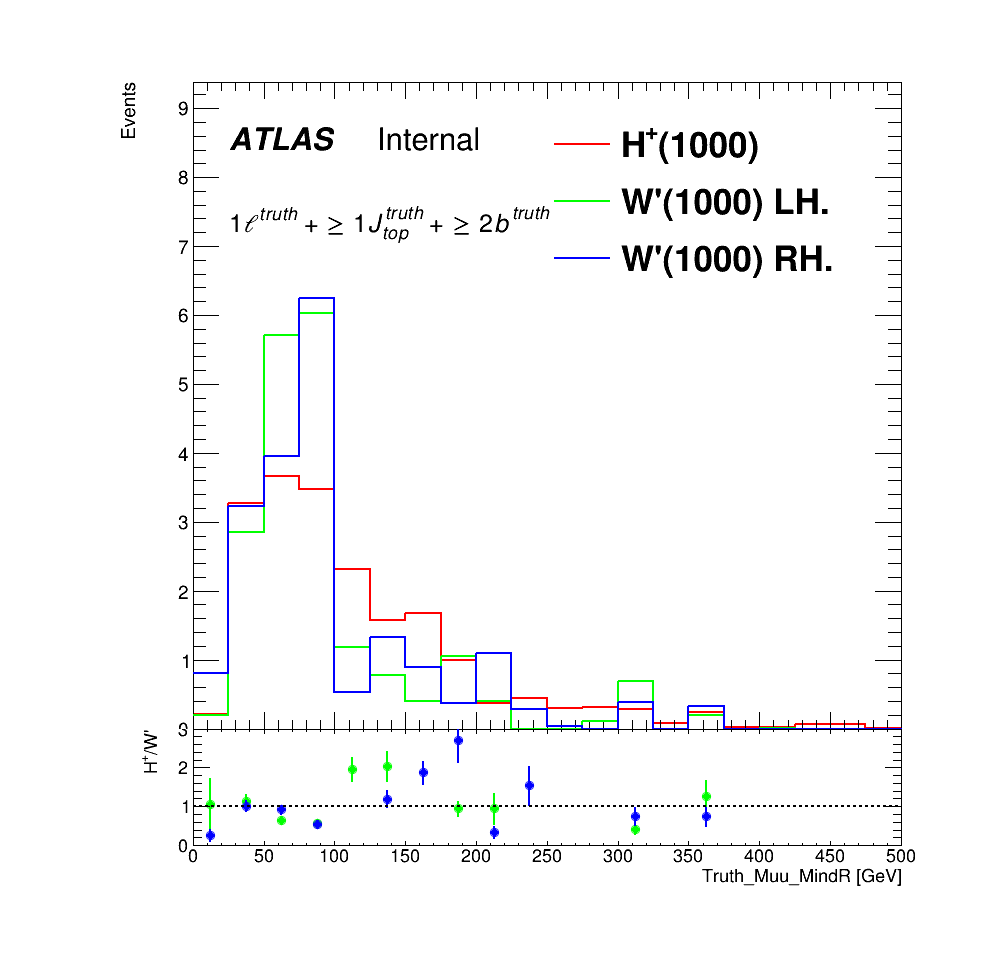 Events
9
8
7
6
5
4
3
2
1
ATLAS Internal
1ℓ^truth + ≥ 1J_top^truth + ≥ 2b^truth
H⁺(1000)
W'(1000) LH.
W'(1000) RH.
H⁺/W'
3
2
1
0
0 50 100 150 200 250 300 350 400 450 500
Truth_Muu_MindR [GeV]